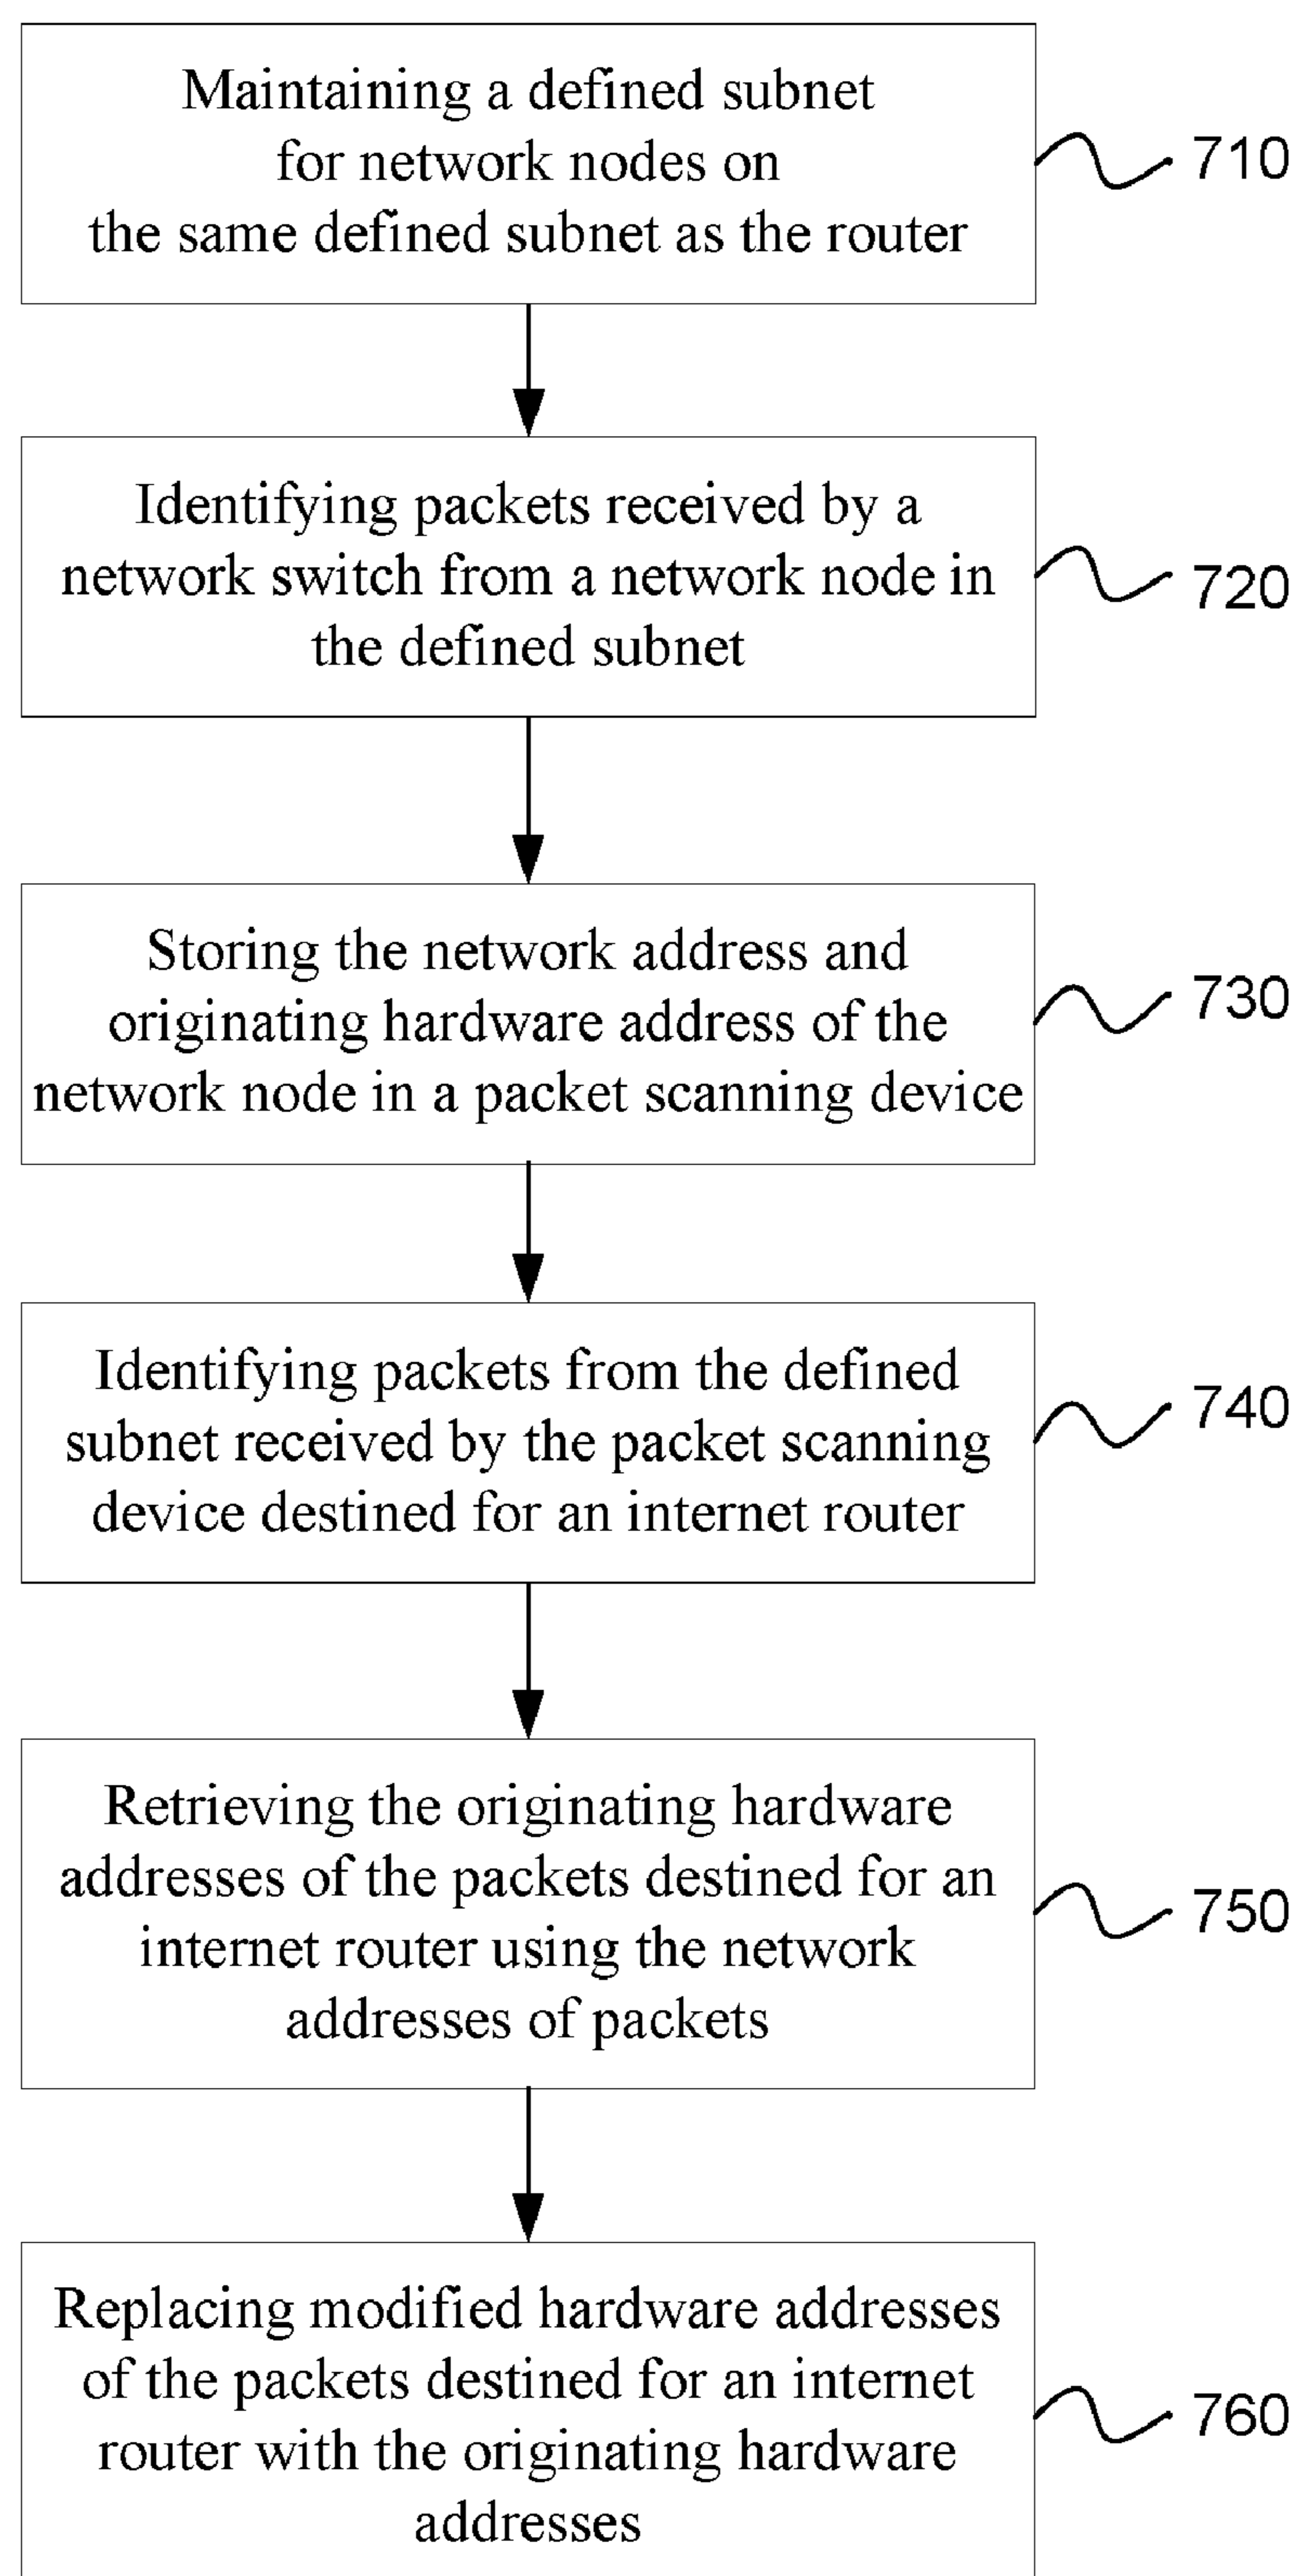 Maintaining a defined subnet
for network nodes on
the same defined subnet as the router
710
Identifying packets received by a
network switch from a network node in
the defined subnet
720
Storing the network address and
originating hardware address of the
network node in a packet scanning device
730
Identifying packets from the defined
subnet received by the packet scanning
device destined for an internet router
740
Retrieving the originating hardware
addresses of the packets destined for an
internet router using the network
addresses of packets
750
Replacing modified hardware addresses
of the packets destined for an internet
router with the originating hardware
addresses
760